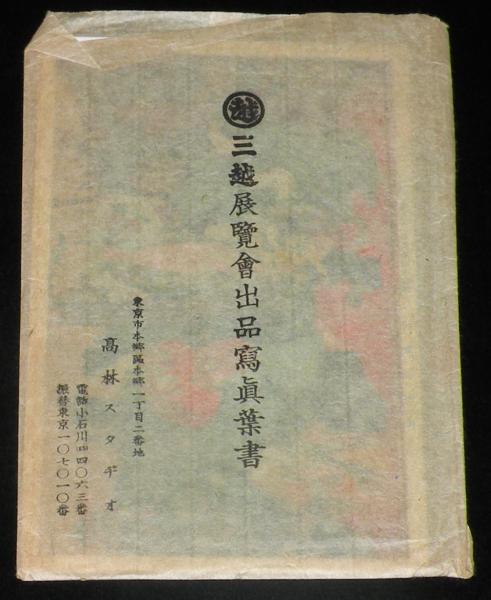 越
三越展覽會出品寫眞葉書
東京市本郷區本郷一丁目二番地
高林スタヂオ
電話小石川四四〇六三番
振替東京一〇七〇一〇番